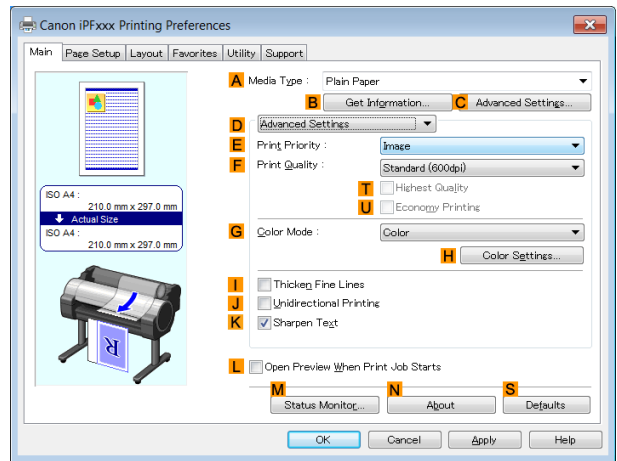 Canon iPFxxx Printing Preferences
Main Page Setup Layout Favorites Utility Support
A Media Type : Plain Paper
B Get Information... C Advanced Settings...
D Advanced Settings
E Print Priority : Image
F Print Quality : Standard (600dpi)
T Highest Quality
U Economy Printing
ISO A4 :
210.0 mm x 297.0 mm
Actual Size
ISO A4 :
210.0 mm x 297.0 mm
G Color Mode : Color
H Color Settings...
I Thicken Fine Lines
J Unidirectional Printing
K Sharpen Text
R
L Open Preview When Print Job Starts
M N S
Status Monitor... About Defaults
OK Cancel Apply Help